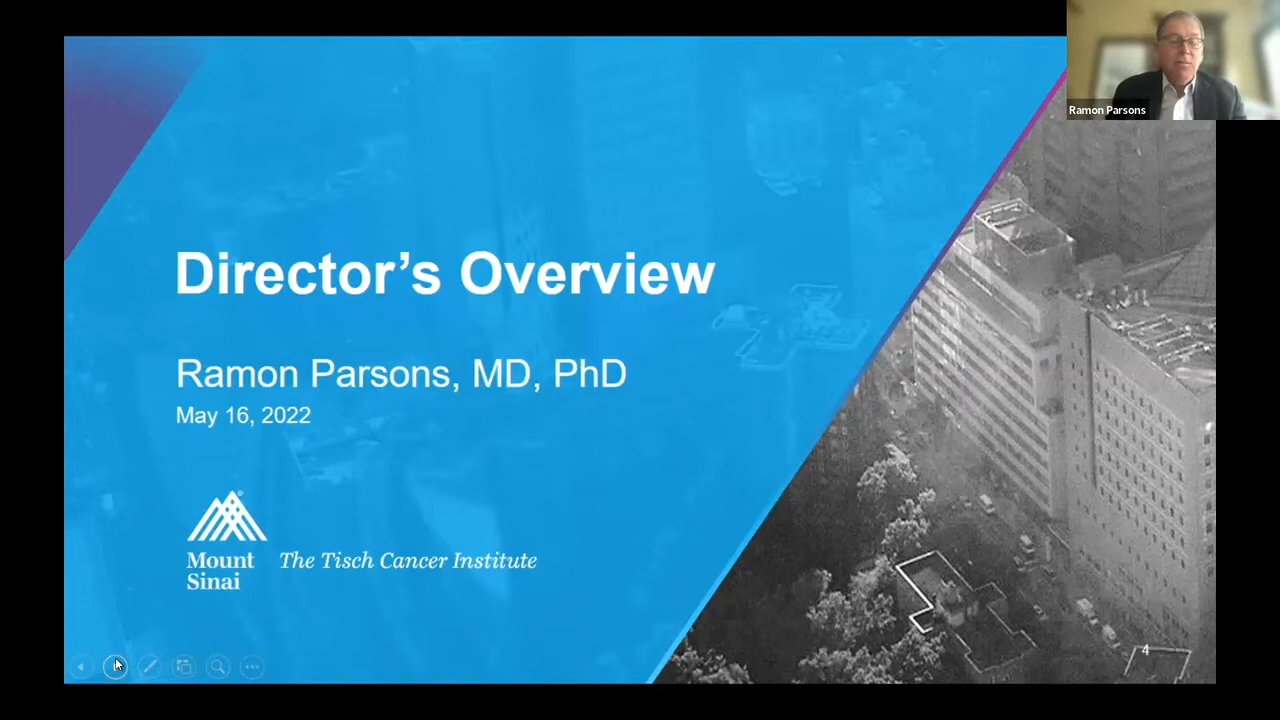 Ramon Parsons
Director’s Overview
Ramon Parsons, MD, PhD
May 16, 2022
Mount
Sinai
The Tisch Cancer Institute
4